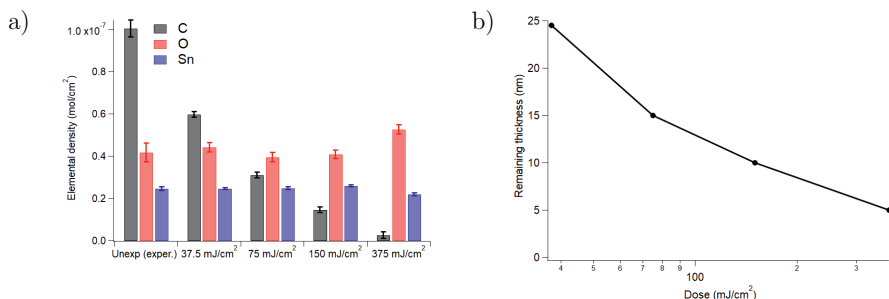 a)
1.0 x10⁻⁷
0.8
0.6
0.4
0.2
0.0
Elemental density (mol/cm²)
C
O
Sn
Unexp (exper.) 37.5 mJ/cm² 75 mJ/cm² 150 mJ/cm² 375 mJ/cm²
b)
25
20
15
10
5
0
Remaining thickness (nm)
4 5 6 7 8 9 100 2 3
Dose (mJ/cm²)